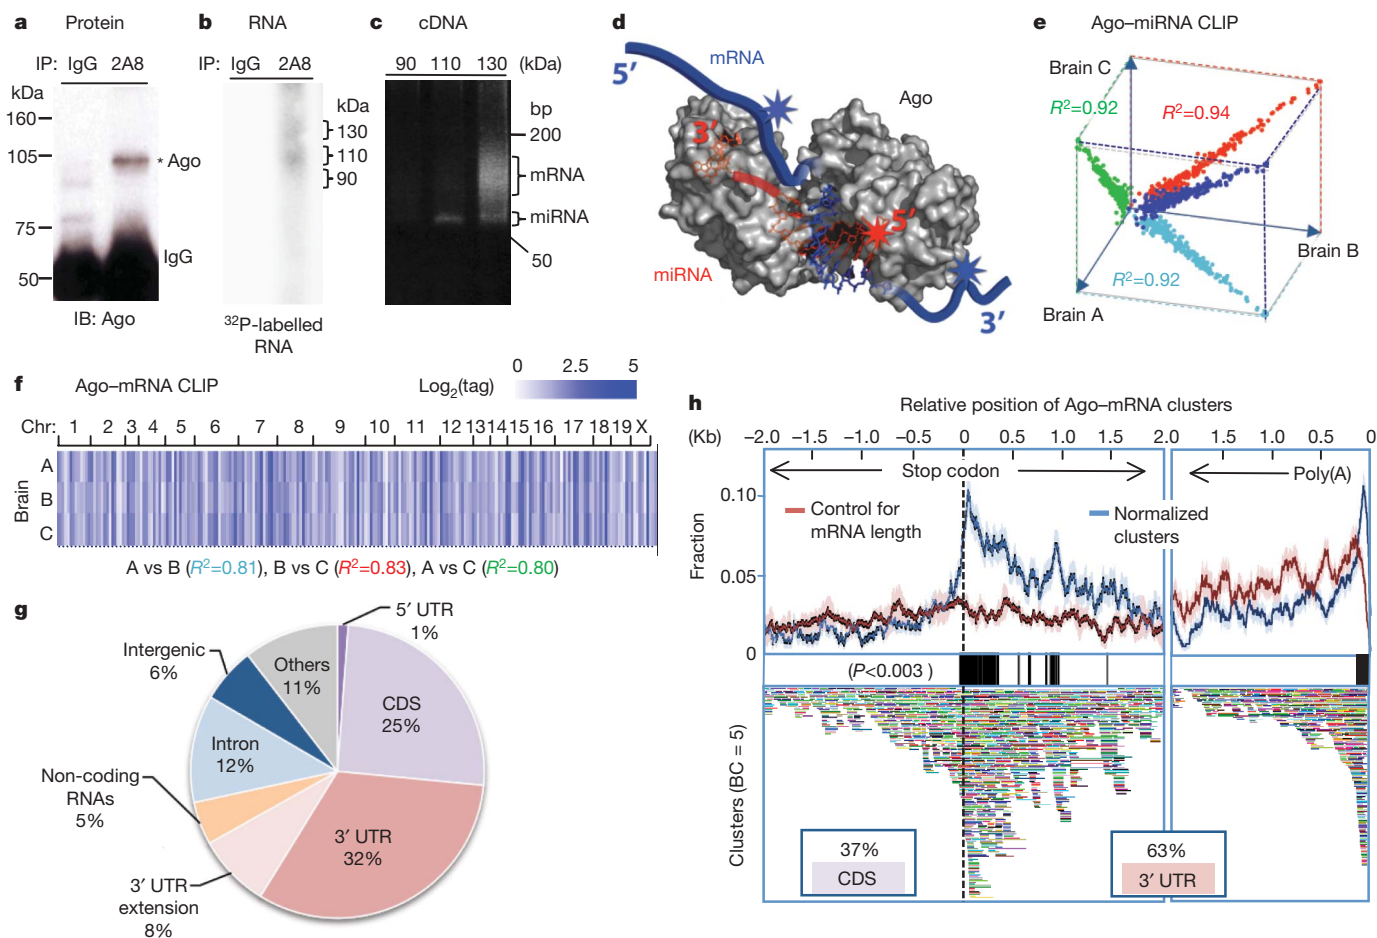 a Protein
IP: IgG 2A8
kDa
160
105
* Ago
75
IgG
50
IB: Ago
b RNA
IP: IgG 2A8
kDa
130
110
90
32P-labelled
RNA
c cDNA
90 110 130 (kDa)
bp
200
mRNA
miRNA
50
d
mRNA
5′
Ago
3′
5′
miRNA
3′
e Ago–miRNA CLIP
Brain C
R²=0.92
R²=0.94
Brain B
R²=0.92
Brain A
f Ago–mRNA CLIP
Log2(tag)
0 2.5 5
Chr: 1 2 3 4 5 6 7 8 9 10 11 12 13 14 15 16 17 18 19 X
Brain
A
B
C
A vs B (R²=0.81), B vs C (R²=0.83), A vs C (R²=0.80)
g
5′ UTR
1%
CDS
25%
3′ UTR
32%
3′ UTR
extension
8%
Non-coding
RNAs
5%
Intron
12%
Intergenic
6%
Others
11%
h Relative position of Ago–mRNA clusters
(Kb) –2.0 –1.5 –1.0 –0.5 0 0.5 1.0 1.5 2.0 1.5 1.0 0.5 0
Stop codon
Poly(A)
0.10
Control for
mRNA length
Normalized
clusters
Fraction
0.05
0
(P<0.003 )
Clusters (BC = 5)
37%
CDS
63%
3′ UTR